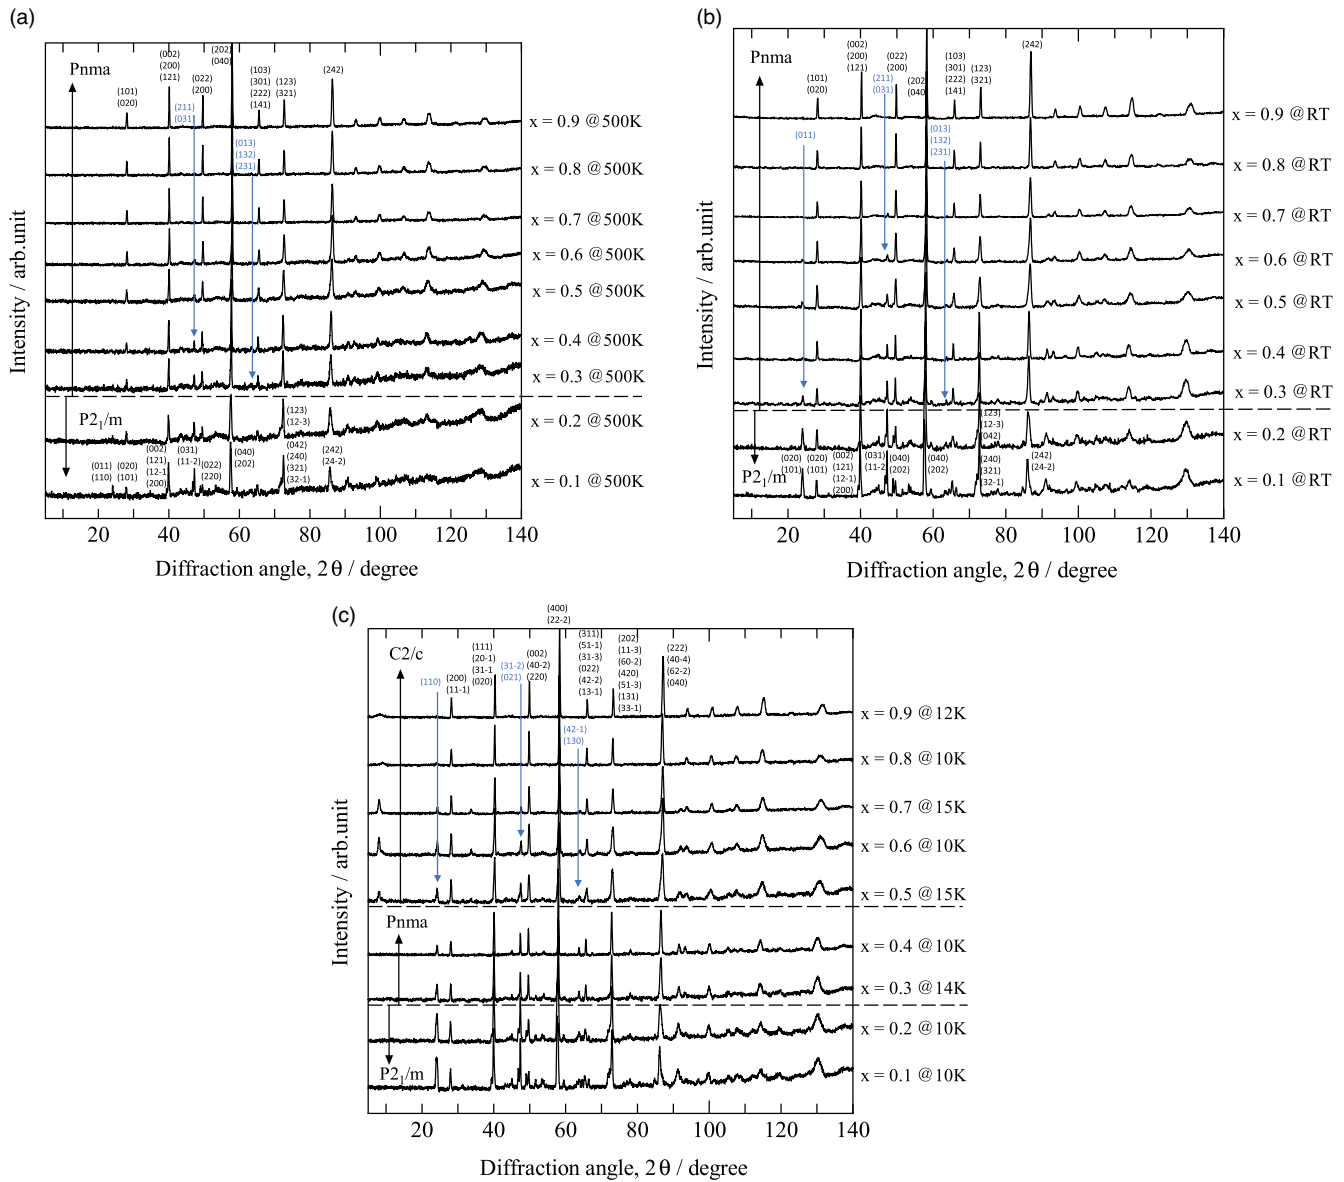 (a)
Pnma
(002)
(200)
(121)
(202)
(040)
(101)
(020)
(211)
(031)
(022)
(200)
(103)
(301)
(222)
(141)
(123)
(321)
(242)
(013)
(132)
(231)
x = 0.9 @500K
x = 0.8 @500K
x = 0.7 @500K
x = 0.6 @500K
x = 0.5 @500K
x = 0.4 @500K
x = 0.3 @500K
P2₁/m
x = 0.2 @500K
(123)
(12-3)
(011)
(110)
(020)
(101)
(002)
(121)
(12-1)
(200)
(031)
(11-2)
(022)
(220)
(040)
(202)
(042)
(240)
(321)
(32-1)
(242)
(24-2)
x = 0.1 @500K
20 40 60 80 100 120 140
Diffraction angle, 2θ / degree
Intensity / arb.unit
(b)
Pnma
(002)
(200)
(121)
(022)
(200)
(202)
(040
(103)
(301)
(222)
(141)
(123)
(321)
(242)
(101)
(020)
(211)
(031)
(011)
(013)
(132)
(231)
x = 0.9 @RT
x = 0.8 @RT
x = 0.7 @RT
x = 0.6 @RT
x = 0.5 @RT
x = 0.4 @RT
x = 0.3 @RT
x = 0.2 @RT
(123)
(12-3)
(042)
P2₁/m
(020)
(101)
(020)
(101)
(002)
(121)
(12-1)
(200)
(031)
(11-2)
(040)
(202)
(040)
(202)
(240)
(321)
(32-1)
(242)
(24-2)
x = 0.1 @RT
20 40 60 80 100 120 140
Diffraction angle, 2θ / degree
Intensity / arb.unit
(c)
(400)
(22-2)
C2/c
(110)
(200)
(11-1)
(111)
(20-1)
(31-1
(020)
(31-2)
(021)
(002)
(40-2)
(220)
(311)
(51-1)
(31-3)
(022)
(42-2)
(13-1)
(202)
(11-3)
(60-2)
(420)
(51-3)
(131)
(33-1)
(222)
(40-4)
(62-2)
(040)
(42-1)
(130)
x = 0.9 @12K
x = 0.8 @10K
x = 0.7 @15K
x = 0.6 @10K
x = 0.5 @15K
Pnma
x = 0.4 @10K
x = 0.3 @14K
x = 0.2 @10K
P2₁/m
x = 0.1 @10K
20 40 60 80 100 120 140
Diffraction angle, 2θ / degree
Intensity / arb.unit